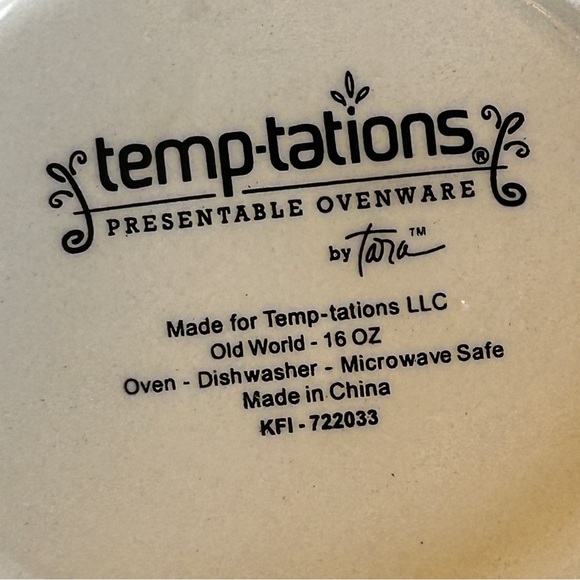 temp-tations®
PRESENTABLE OVENWARE
by Tara™
Made for Temp-tations LLC
Old World - 16 OZ
Oven - Dishwasher - Microwave Safe
Made in China
KFI - 722033